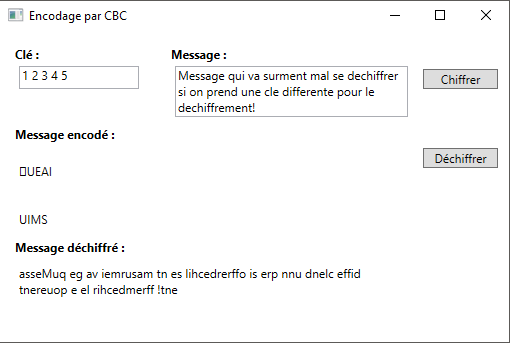 Encodage par CBC
Clé :
Message :
1 2 3 4 5
Message qui va surment mal se dechiffrer
si on prend une cle differente pour le
dechiffrement!
Chiffrer
Message encodé :
Déchiffrer
▯UEAI
UIMS
Message déchiffré :
asseMuq eg av iemrusam tn es lihcedrerffo is erp nnu dnelc effid
tnereuop e el rihcedmerff !tne